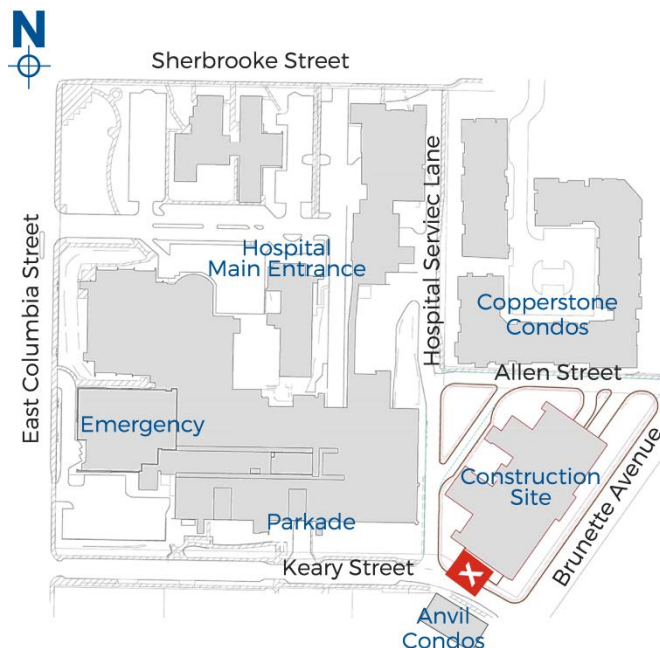 N
Sherbrooke Street
East Columbia Street
Hospital
Main Entrance
Hospital Serviec Lane
Copperstone
Condos
Allen Street
Emergency
Construction
Site
Brunette Avenue
Parkade
Keary Street
X
Anvil
Condos